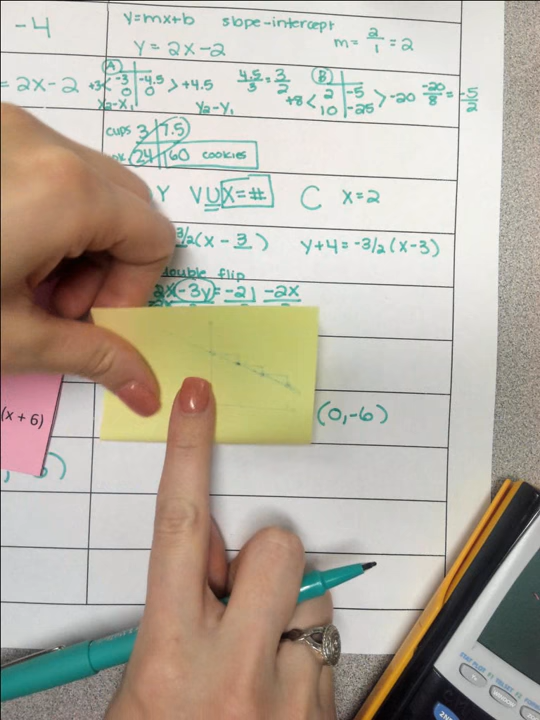 -4
y=mx+b slope-intercept
y=2x-2 m=2/1=2
= 2x-2
A
-3 | -4.5
+3< 0 | 0 > +4.5 4.5/3=3/2
x2-x1 y2-y1
B
+8< 2 | -5
10 | -25 > -20 -20/8=-5/2
cups 3 | 7.5
24 | 60 cookies
Y VUX=# C x=2
3/2(x-3) y+4=-3/2(x-3)
double flip
2x-3y=-21 -2x
(x + 6)
(0,-6)